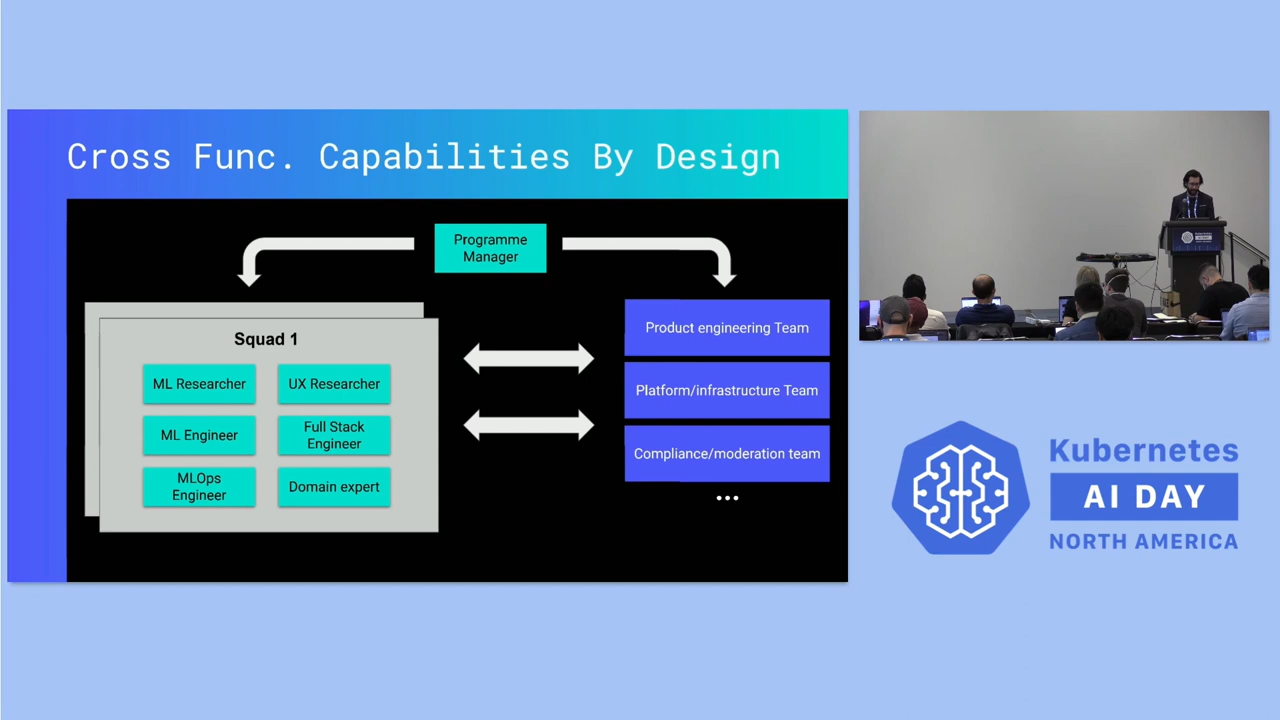 Cross Func. Capabilities By Design
Programme
Manager
Squad 1
ML Researcher
UX Researcher
ML Engineer
Full Stack
Engineer
MLOps
Engineer
Domain expert
Product engineering Team
Platform/infrastructure Team
Compliance/moderation team
...
Kubernetes
AI DAY
NORTH AMERICA